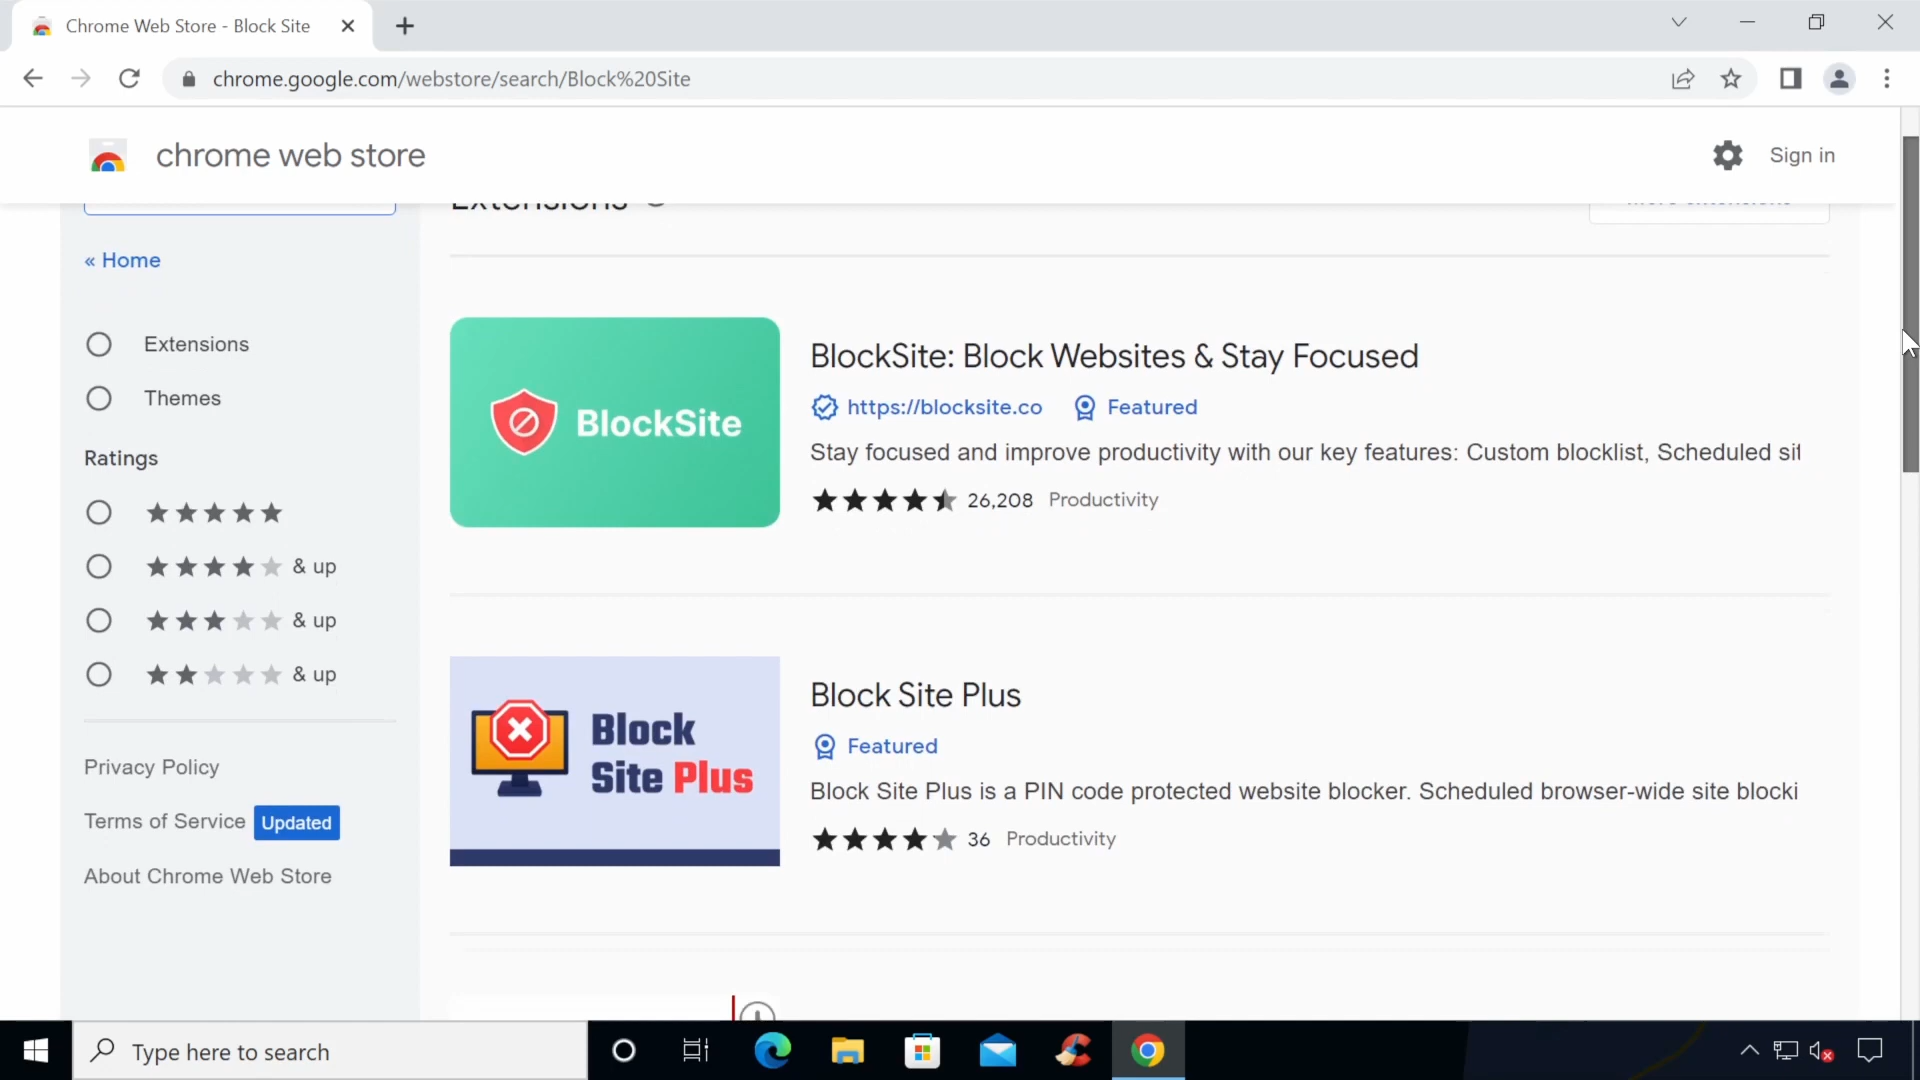 Chrome Web Store - Block Site
chrome.google.com/webstore/search/Block%20Site
chrome web store
Sign in
Extensions
More extensions
« Home
Extensions
Themes
Ratings
& up
& up
& up
Privacy Policy
Terms of Service Updated
About Chrome Web Store
BlockSite
BlockSite: Block Websites & Stay Focused
https://blocksite.co Featured
Stay focused and improve productivity with our key features: Custom blocklist, Scheduled sit
26,208 Productivity
Block
Site Plus
Block Site Plus
Featured
Block Site Plus is a PIN code protected website blocker. Scheduled browser-wide site blocki
36 Productivity
Type here to search